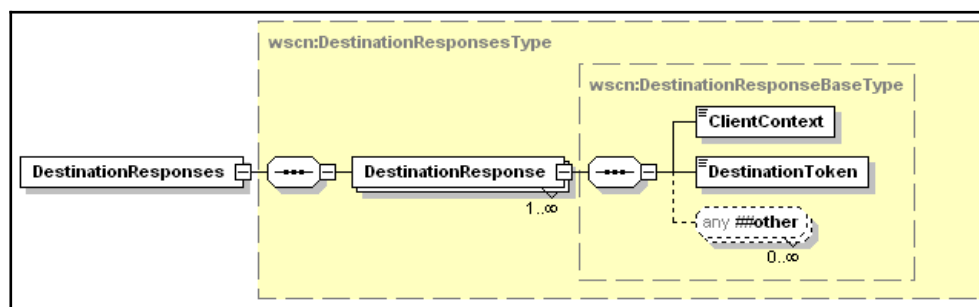 wscn:DestinationResponsesType
wscn:DestinationResponseBaseType
ClientContext
DestinationResponses
DestinationResponse
1..∞
DestinationToken
any ##other
0..∞